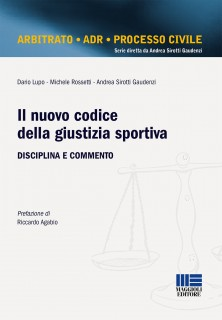 ARBITRATO • ADR • PROCESSO CIVILE
Serie diretta da Andrea Sirotti Gaudenzi
Dario Lupo - Michele Rossetti - Andrea Sirotti Gaudenzi
Il nuovo codice
della giustizia sportiva
DISCIPLINA E COMMENTO
Prefazione di
Riccardo Agabio
MAGGIOLI
EDITORE